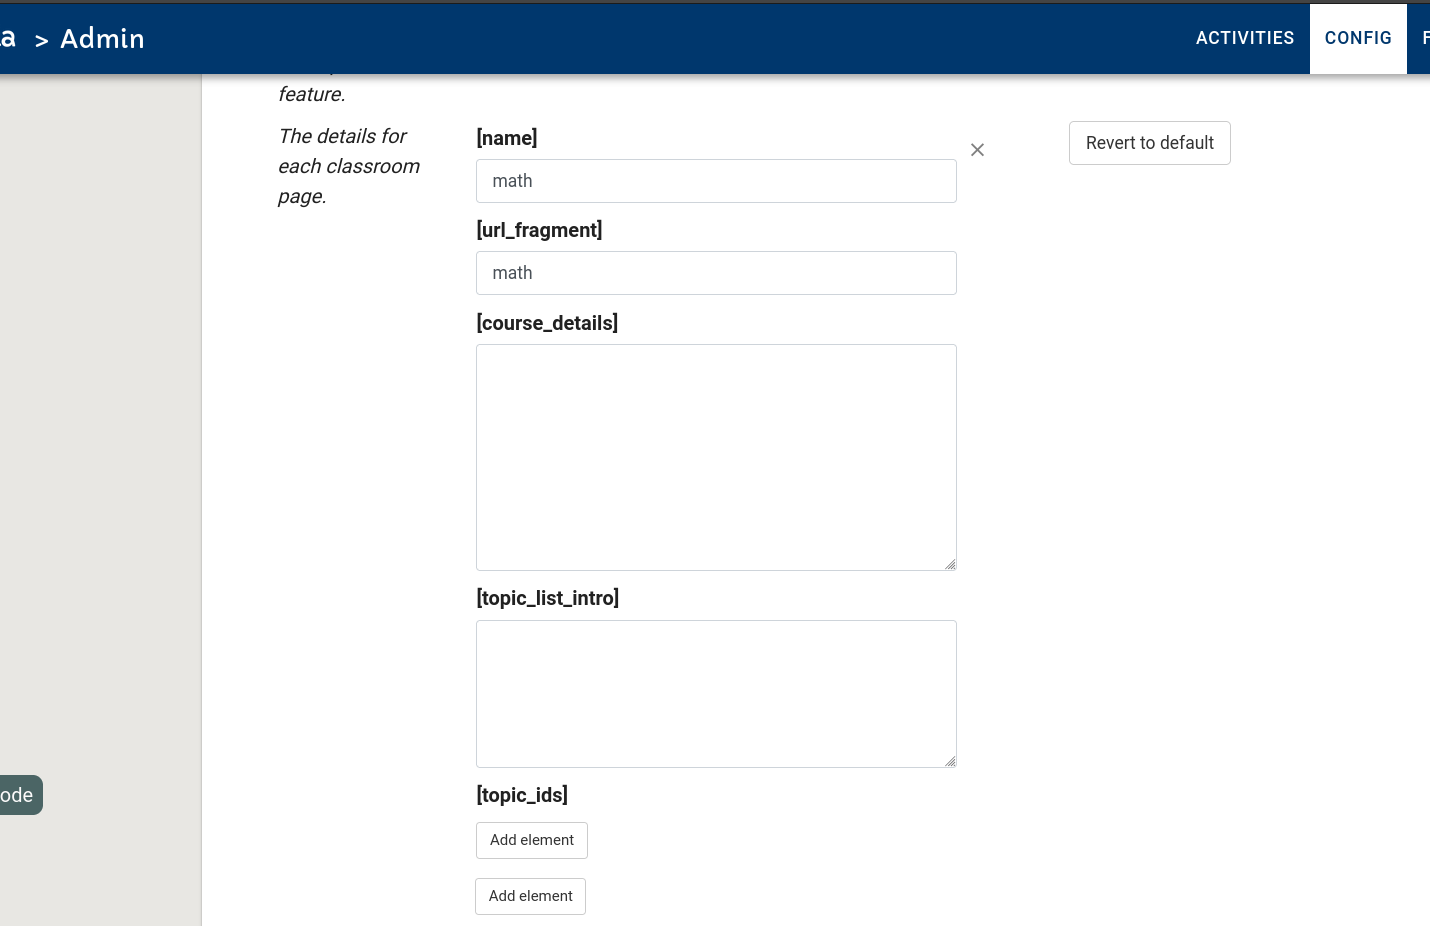 > Admin
ACTIVITIES
CONFIG
feature.
The details for
each classroom
page.
[name]
math
Revert to default
[url_fragment]
math
[course_details]
[topic_list_intro]
[topic_ids]
Add element
Add element